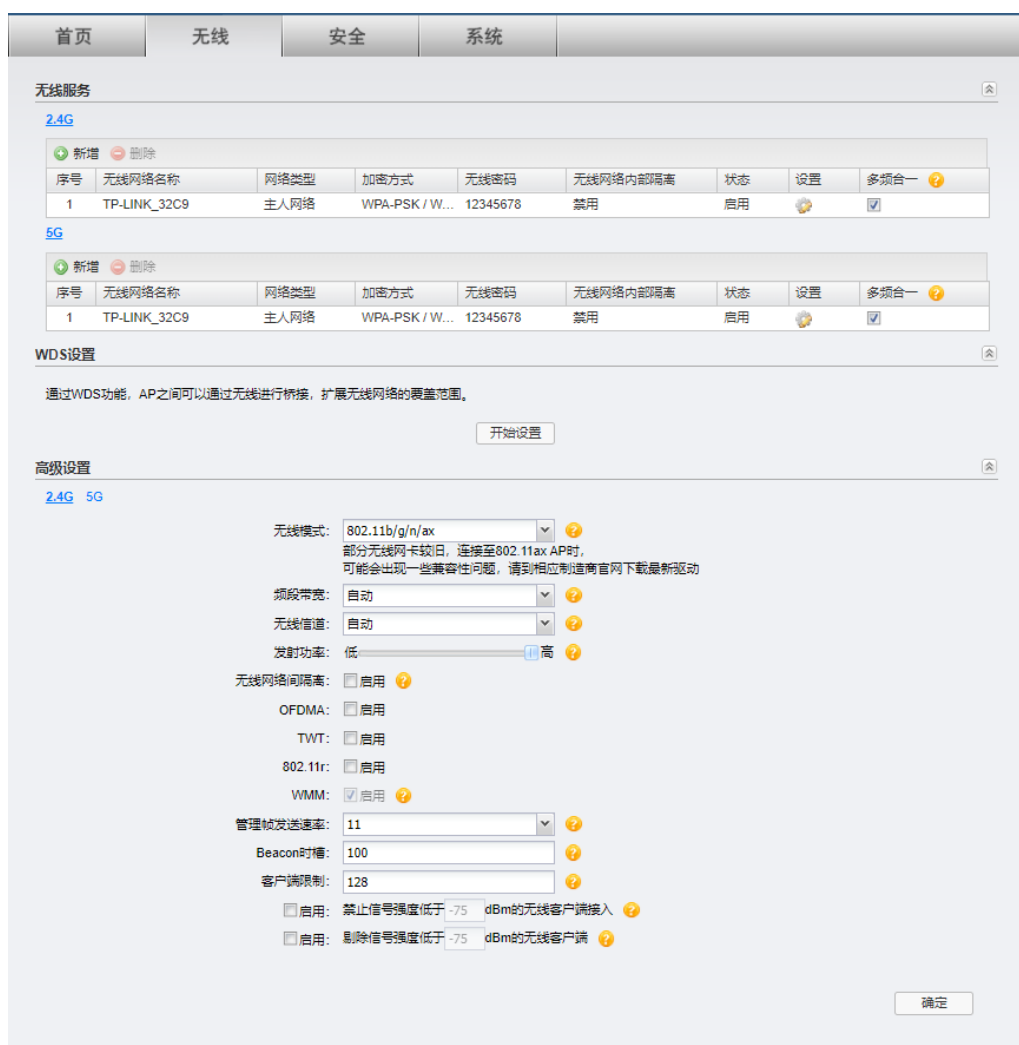 首页 无线 安全 系统
无线服务
2.4G
新增 删除
序号 无线网络名称 网络类型 加密方式 无线密码 无线网络内部隔离 状态 设置 多频合一
1 TP-LINK_32C9 主人网络 WPA-PSK / W... 12345678 禁用 启用
5G
新增 删除
序号 无线网络名称 网络类型 加密方式 无线密码 无线网络内部隔离 状态 设置 多频合一
1 TP-LINK_32C9 主人网络 WPA-PSK / W... 12345678 禁用 启用
WDS设置
通过WDS功能，AP之间可以通过无线进行桥接，扩展无线网络的覆盖范围。
开始设置
高级设置
2.4G 5G
无线模式: 802.11b/g/n/ax
部分无线网卡较旧，连接至802.11ax AP时，
可能会出现一些兼容性问题，请到相应制造商官网下载最新驱动
频段带宽: 自动
无线信道: 自动
发射功率: 低 高
无线网络间隔离: 启用
OFDMA: 启用
TWT: 启用
802.11r: 启用
WMM: 启用
管理帧发送速率: 11
Beacon时槽: 100
客户端限制: 128
启用: 禁止信号强度低于 -75 dBm的无线客户端接入
启用: 剔除信号强度低于 -75 dBm的无线客户端
确定